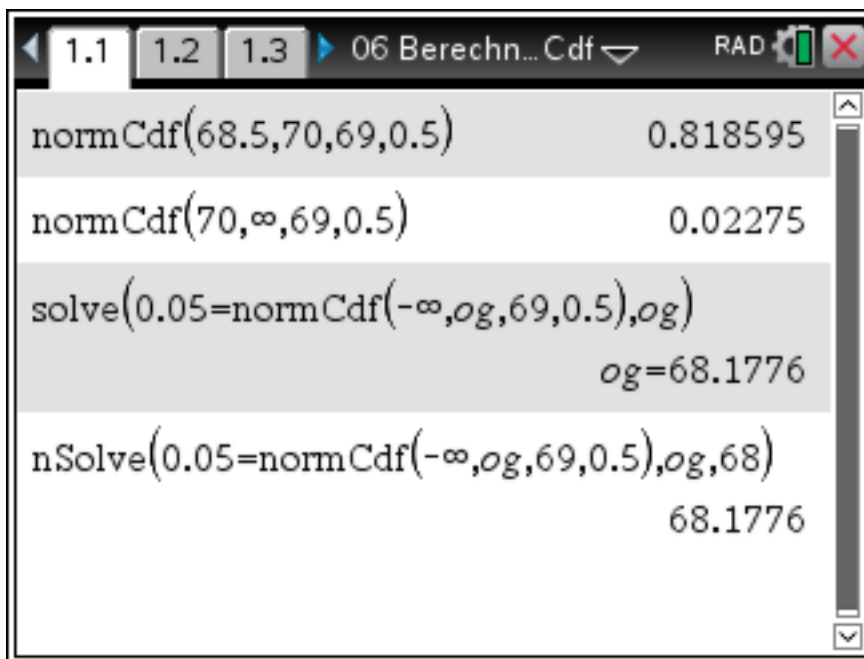 1.1 1.2 1.3 06 Berechn...Cdf RAD
normCdf(68.5,70,69,0.5) 0.818595
normCdf(70,∞,69,0.5) 0.02275
solve(0.05=normCdf(-∞,og,69,0.5),og)
og=68.1776
nSolve(0.05=normCdf(-∞,og,69,0.5),og,68)
68.1776